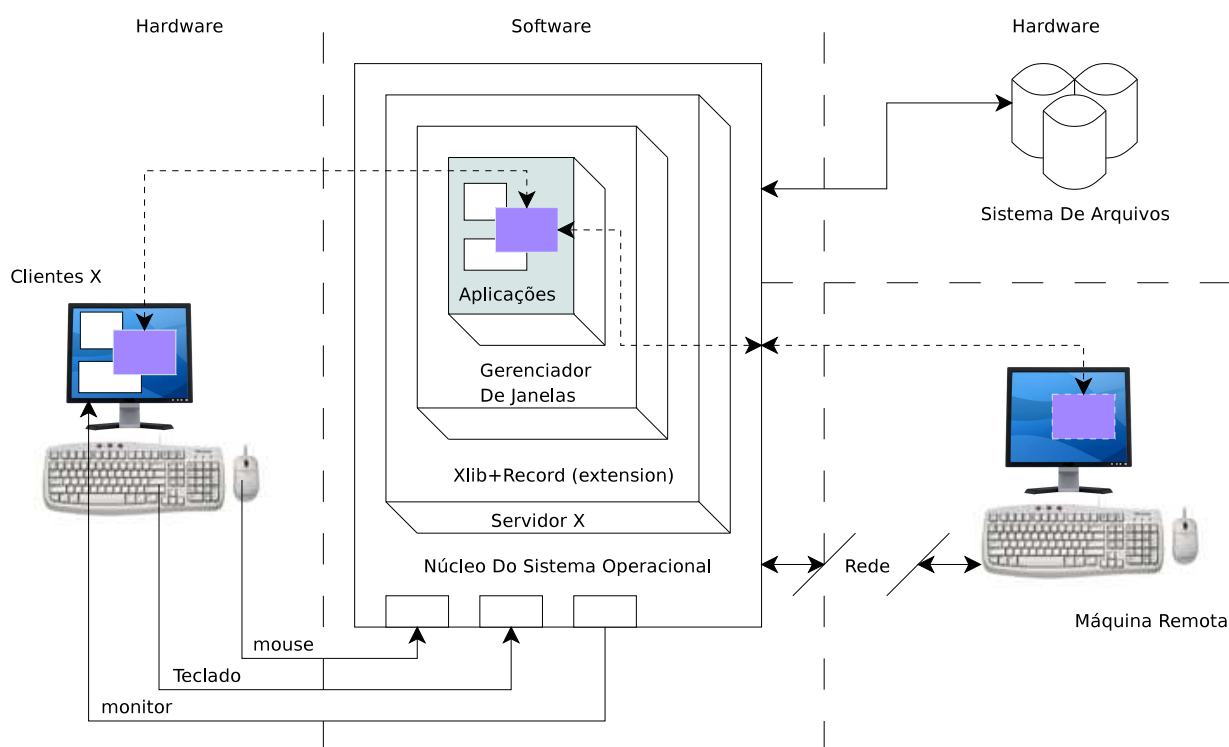 Hardware
Software
Hardware
Sistema De Arquivos
Clientes X
Aplicações
Gerenciador
De Janelas
Xlib+Record (extension)
Servidor X
Núcleo Do Sistema Operacional
Rede
Máquina Remota
mouse
Teclado
monitor